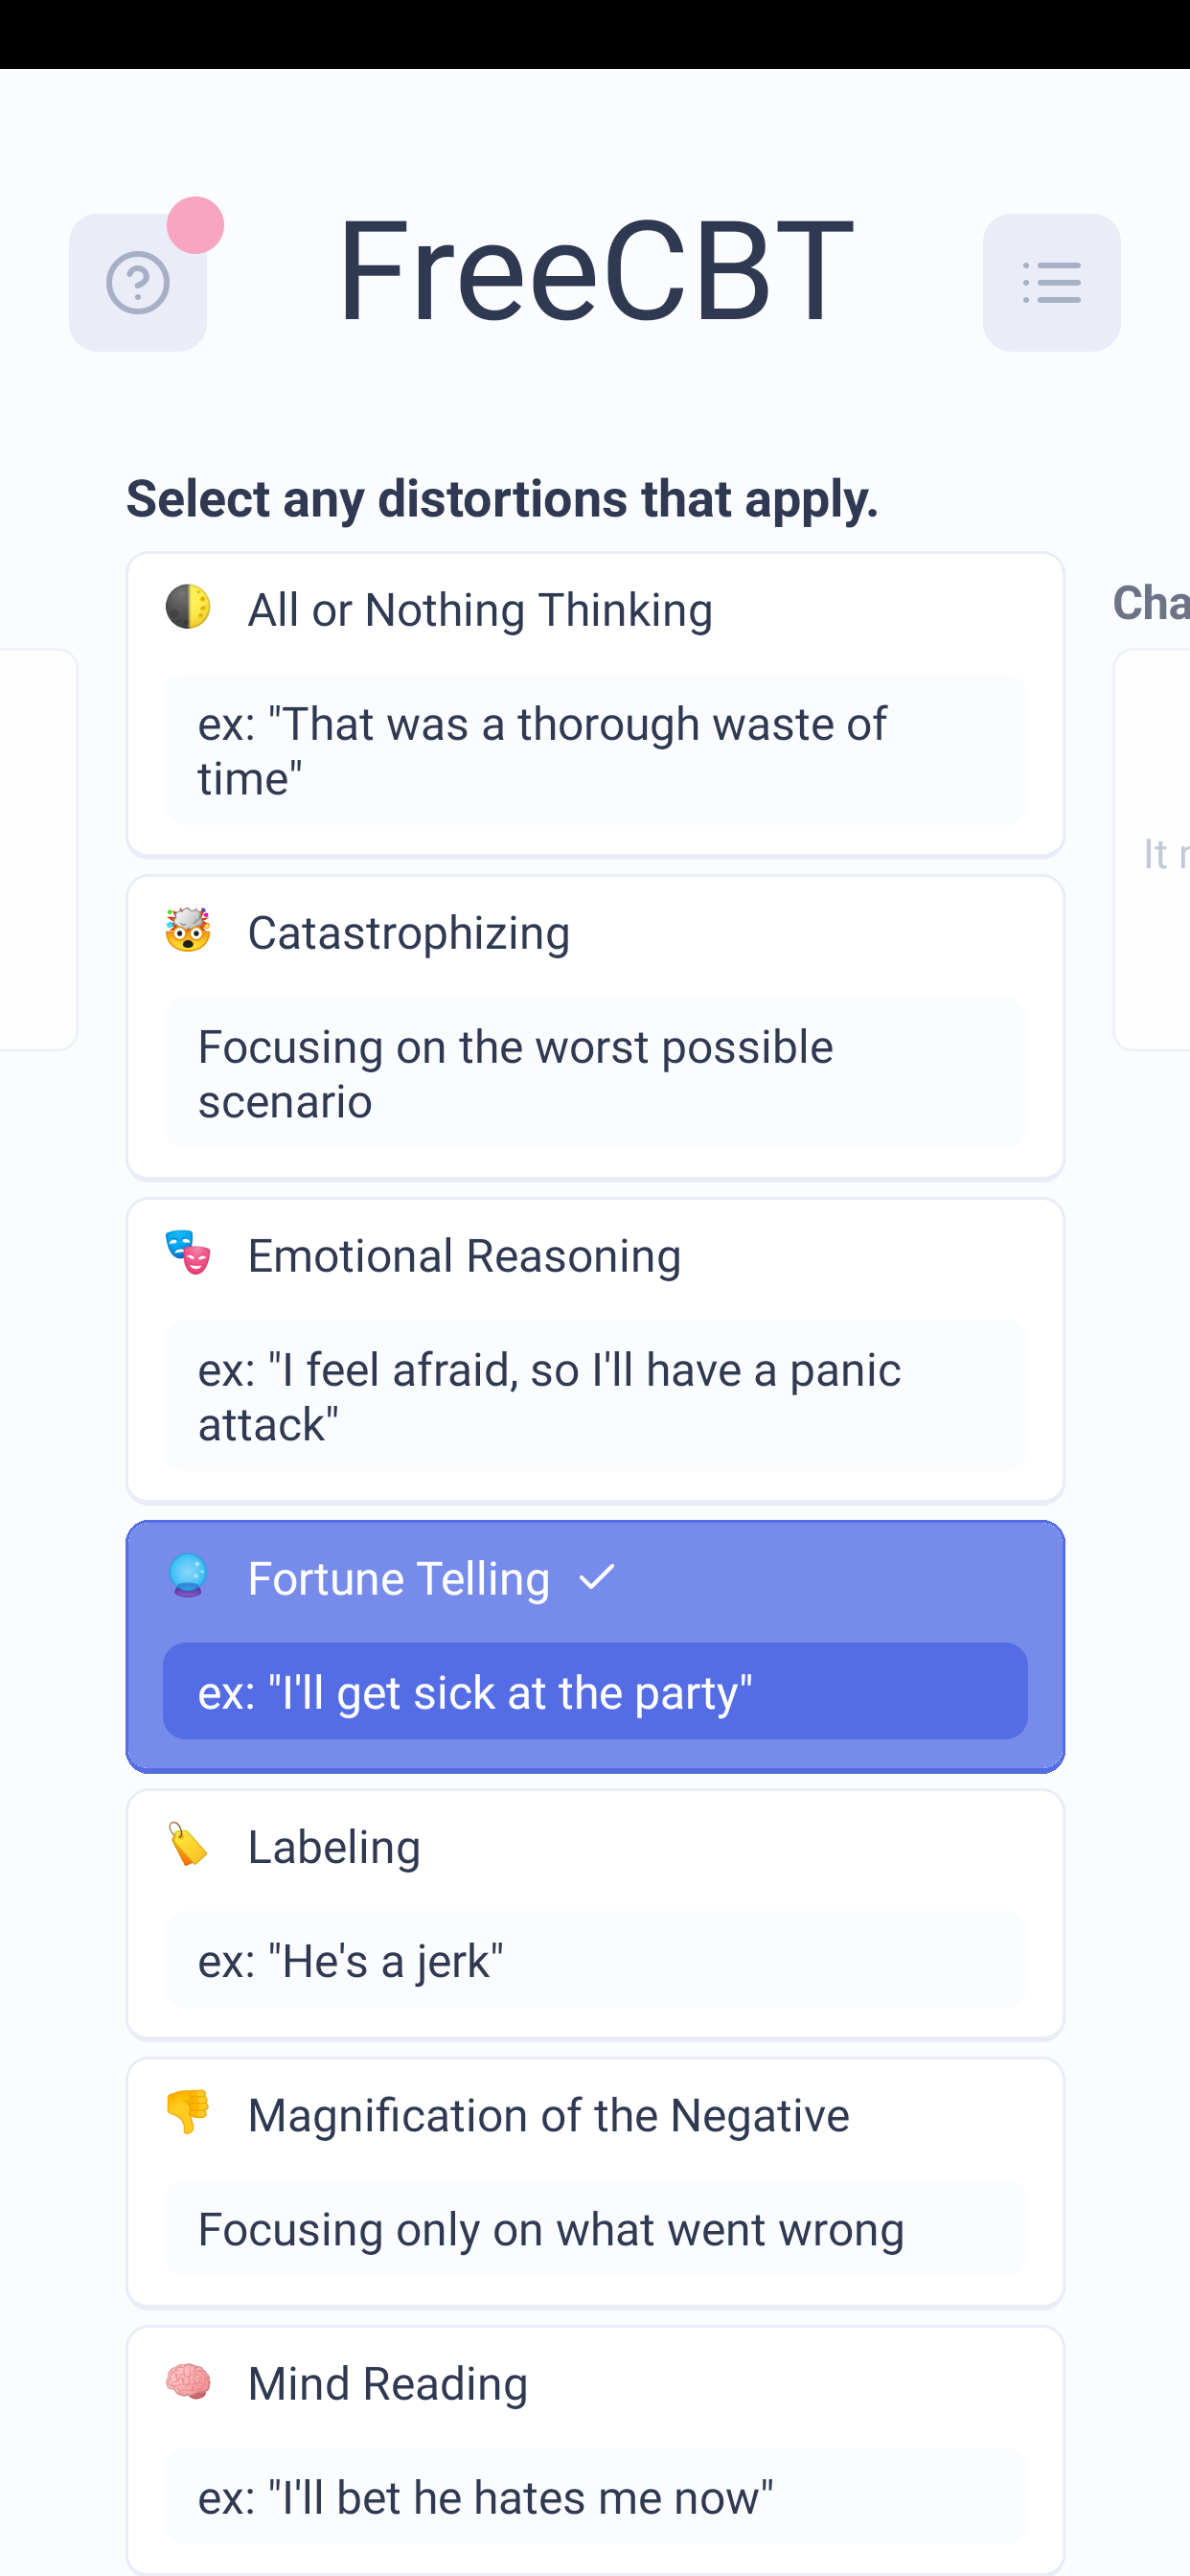 FreeCBT
Select any distortions that apply.
All or Nothing Thinking
ex: "That was a thorough waste of
time"
Catastrophizing
Focusing on the worst possible
scenario
Emotional Reasoning
ex: "I feel afraid, so I'll have a panic
attack"
Fortune Telling
ex: "I'll get sick at the party"
Labeling
ex: "He's a jerk"
Magnification of the Negative
Focusing only on what went wrong
Mind Reading
ex: "I'll bet he hates me now"
It